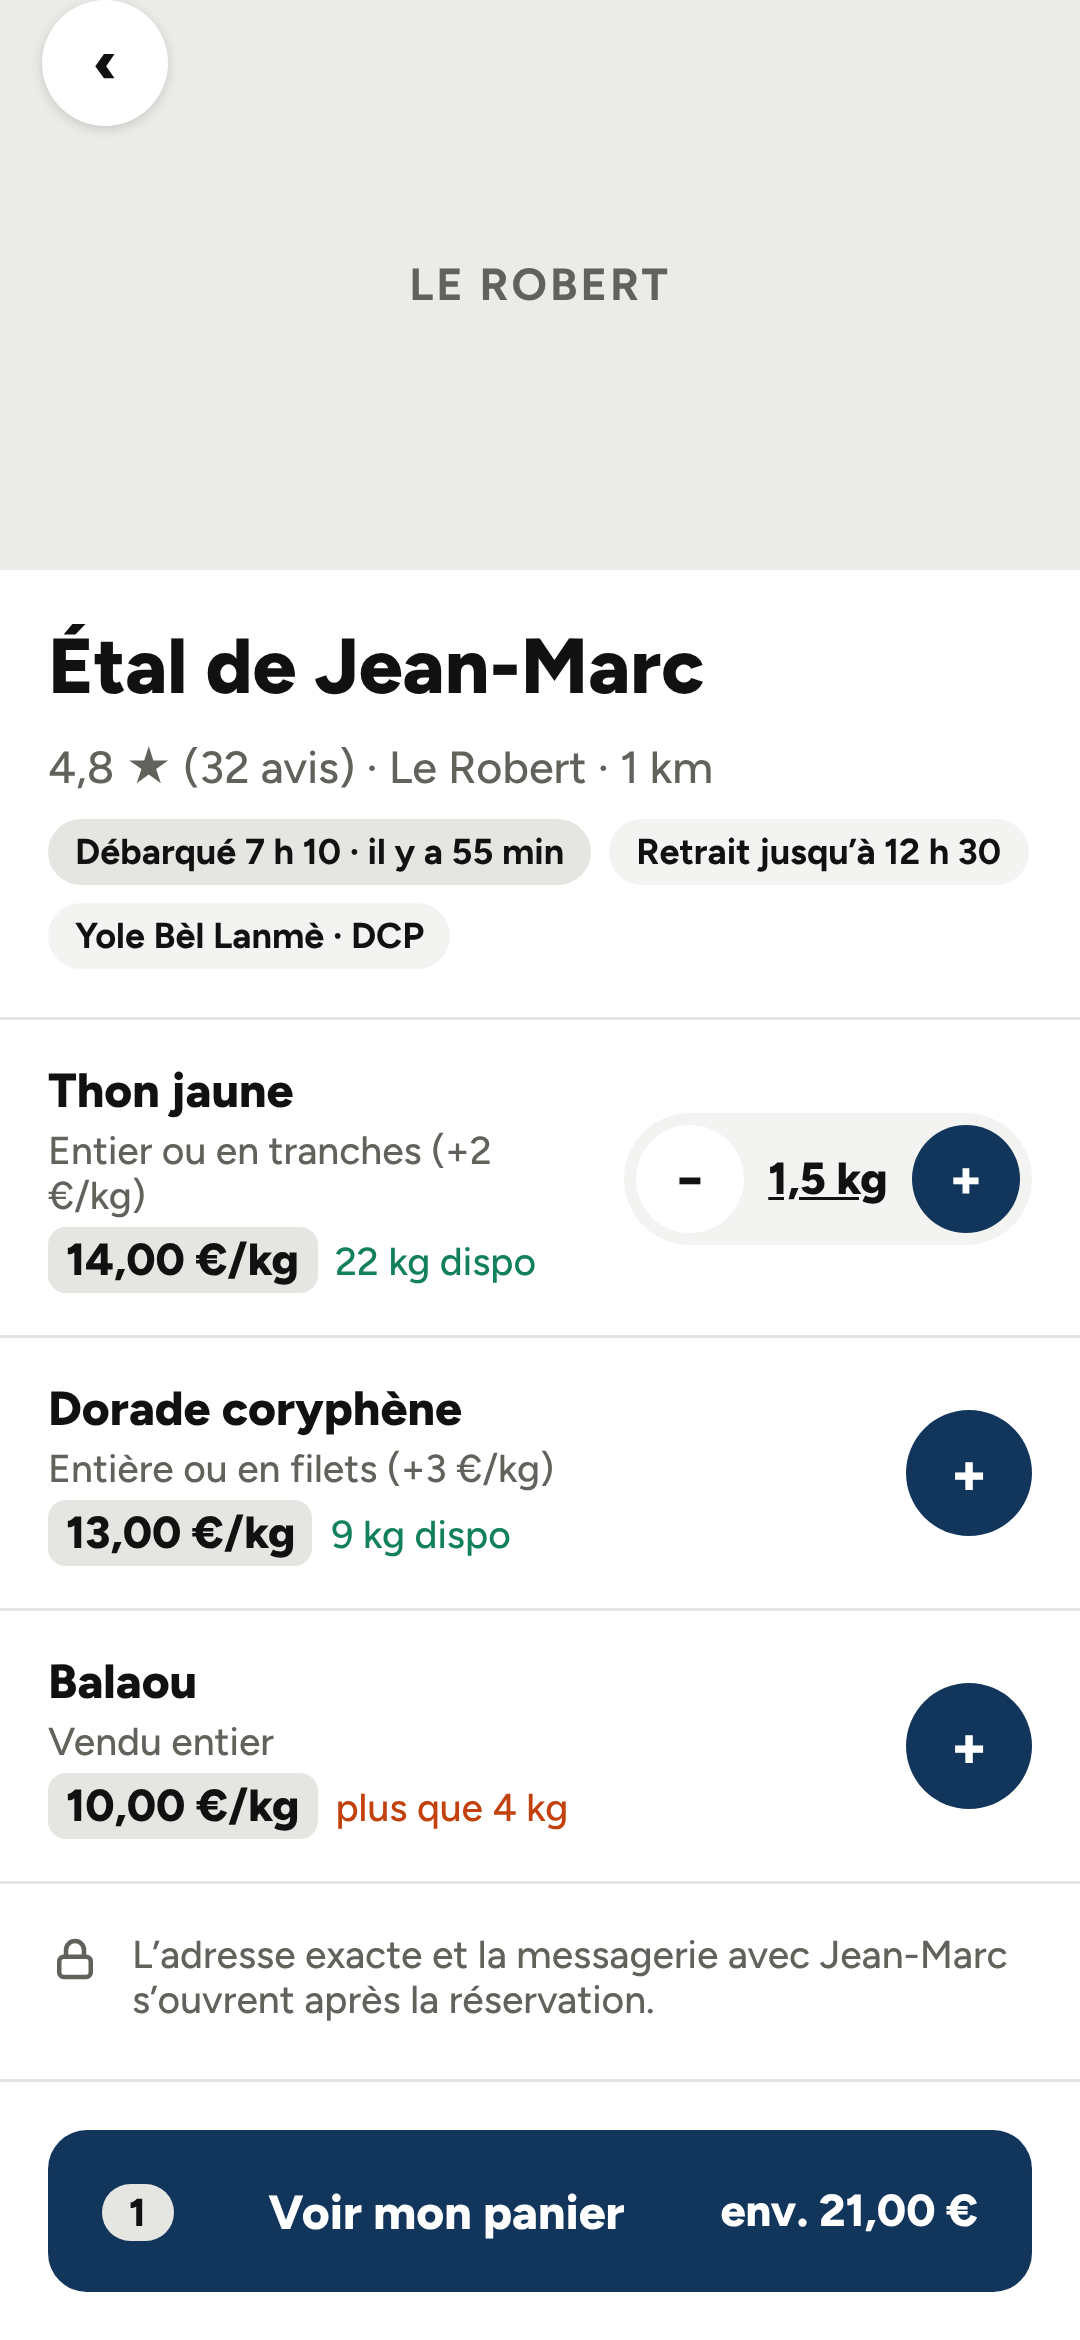 ‹
LE ROBERT
Étal de Jean-Marc
4,8 ★ (32 avis) · Le Robert · 1 km
Débarqué 7 h 10 · il y a 55 min
Retrait jusqu’à 12 h 30
Yole Bèl Lanmè · DCP
Thon jaune
Entier ou en tranches (+2
€/kg)
14,00 €/kg 22 kg dispo
− 1,5 kg +
Dorade coryphène
Entière ou en filets (+3 €/kg)
13,00 €/kg 9 kg dispo
+
Balaou
Vendu entier
10,00 €/kg plus que 4 kg
+
L’adresse exacte et la messagerie avec Jean-Marc
s’ouvrent après la réservation.
1 Voir mon panier env. 21,00 €